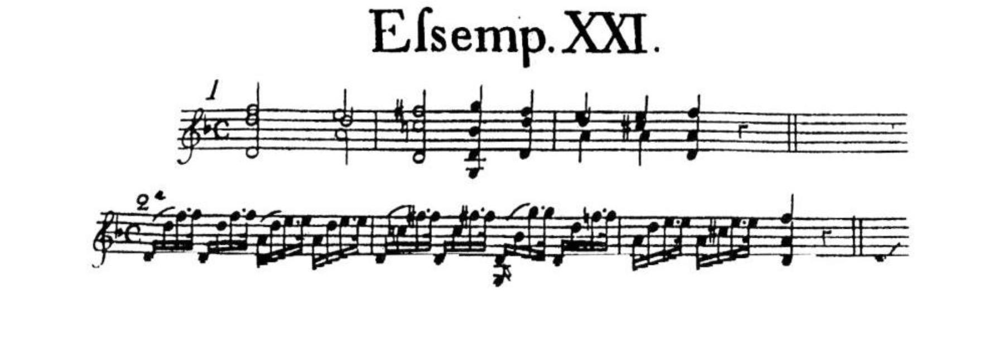 Eſsemp. XXI.
1
2ª